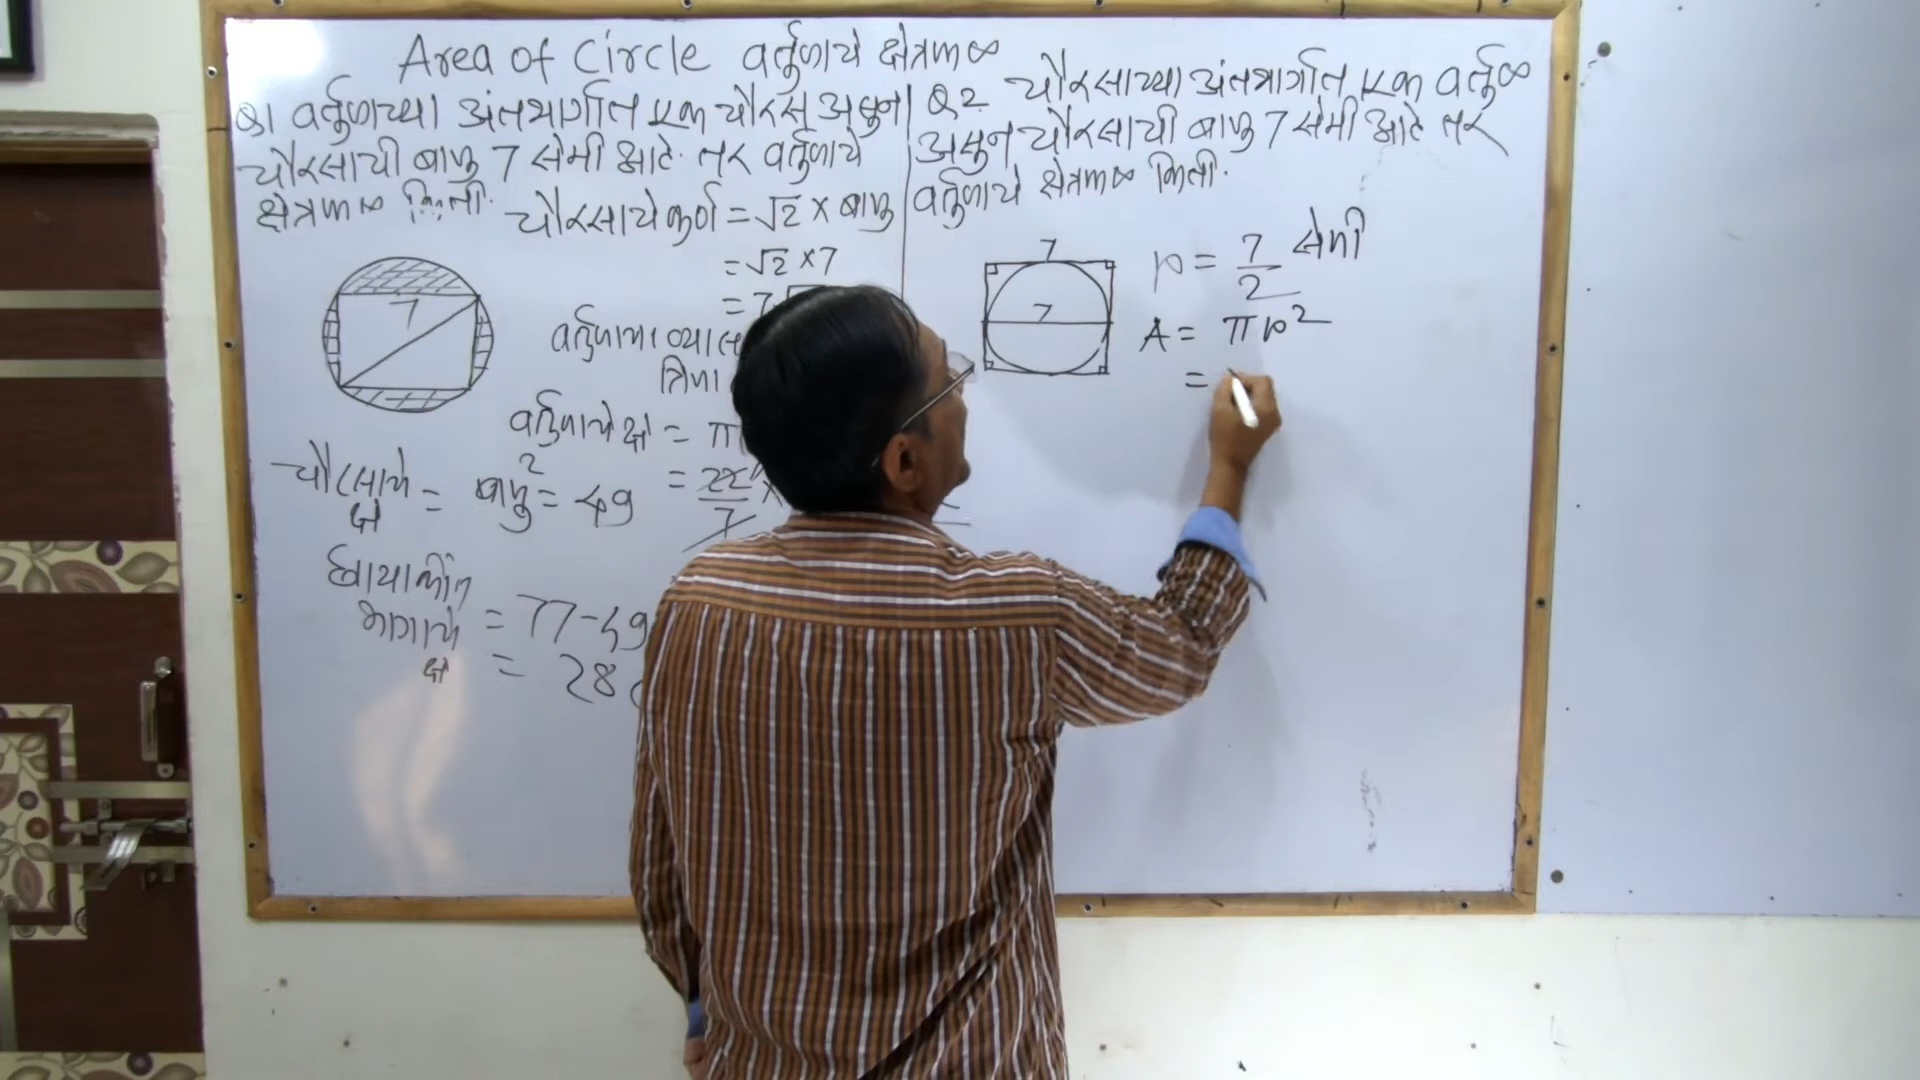 Area of Circle वर्तुळाचे क्षेत्रफळ
Q1 वर्तुळाच्या अंतर्भागात एक चौरस असून
चौरसाची बाजु 7 सेमी आहे. तर वर्तुळाचे
क्षेत्रफळ किती.
चौरसाचे कर्ण = √2 × बाजु
= √2 × 7
= 7
7
वर्तुळाचा व्यास
त्रिज्या
वर्तुळाचे क्षे = π
= 22/7 ×
चौरसाचे क्षे = बाजु² = 49
छायांकीत
भागाचे क्षे = 77-49
= 28
Q2 चौरसाच्या अंतर्भागात एक वर्तुळ
असुन चौरसाची बाजु 7 सेमी आहे तर
वर्तुळाचे क्षेत्रफळ किती.
7
7
r = 7/2 सेमी
A = πr²
=